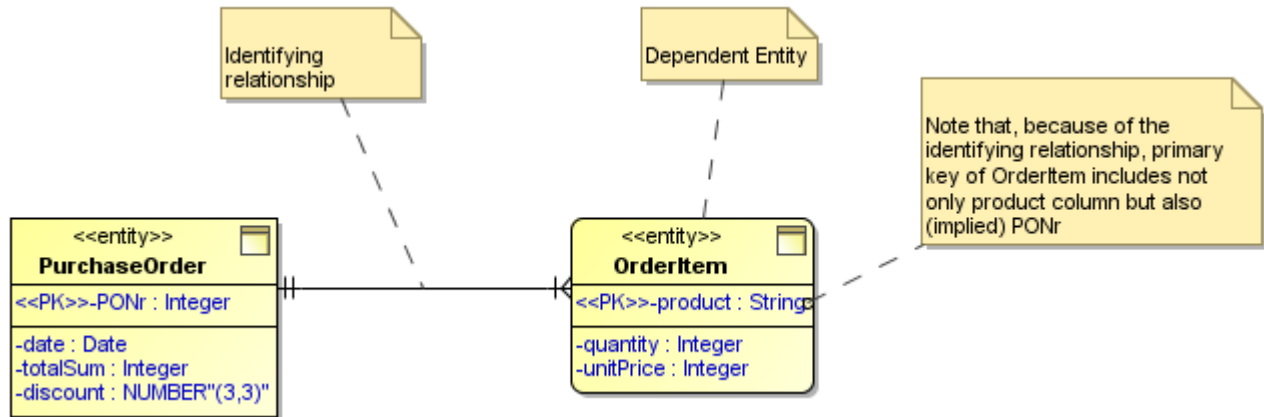 Identifying
relationship
Dependent Entity
Note that, because of the
identifying relationship, primary
key of OrderItem includes not
only product column but also
(implied) PONr
<<entity>>
PurchaseOrder
<<PK>>-PONr : Integer
-date : Date
-totalSum : Integer
-discount : NUMBER"(3,3)"
<<entity>>
OrderItem
<<PK>>-product : String
-quantity : Integer
-unitPrice : Integer